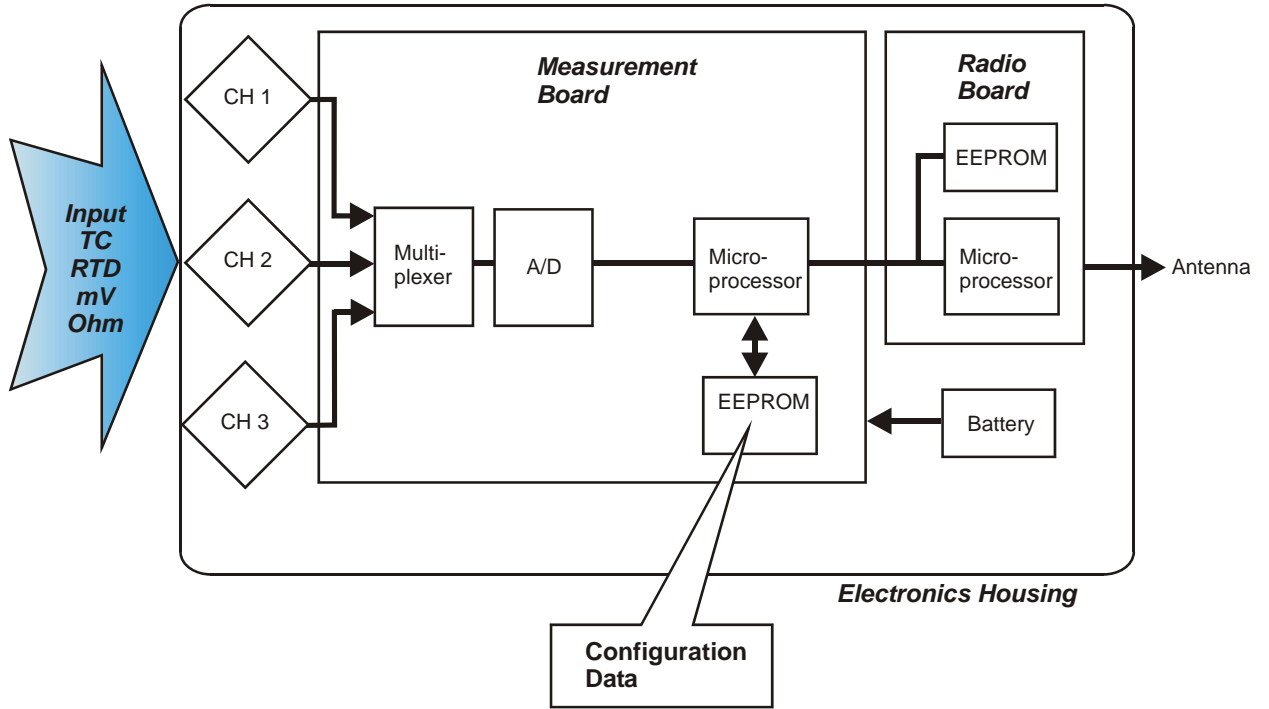 Input
TC
RTD
mV
Ohm
CH 1
CH 2
CH 3
Measurement
Board
Multi-
plexer
A/D
Micro-
processor
EEPROM
Radio
Board
EEPROM
Micro-
processor
Battery
Antenna
Electronics Housing
Configuration
Data